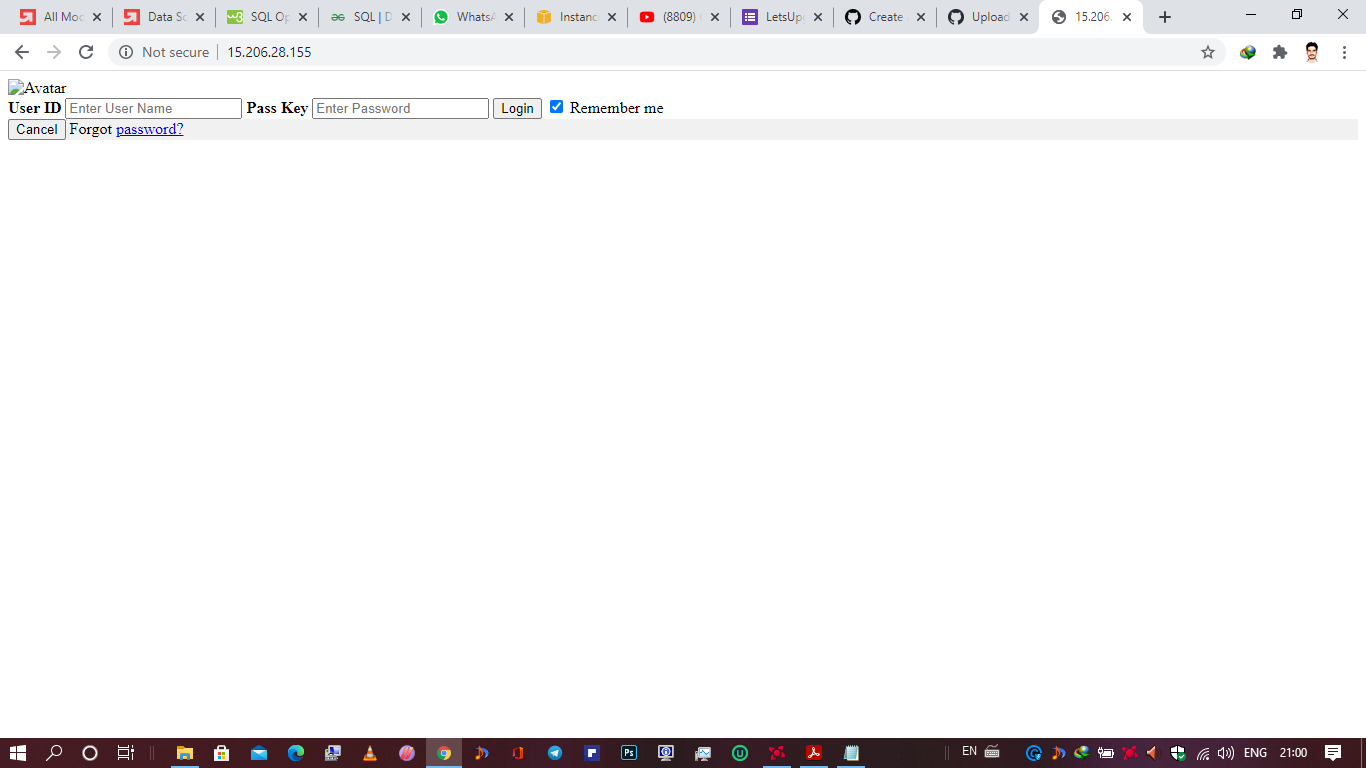 All Moc
Data Sc
SQL Op
SQL | D
WhatsA
Instanc
(8809)
LetsUpg
Create
Upload
15.206.
Not secure
15.206.28.155
Avatar
User ID Enter User Name Pass Key Enter Password Login Remember me
Cancel Forgot password?
EN
ENG
21:00